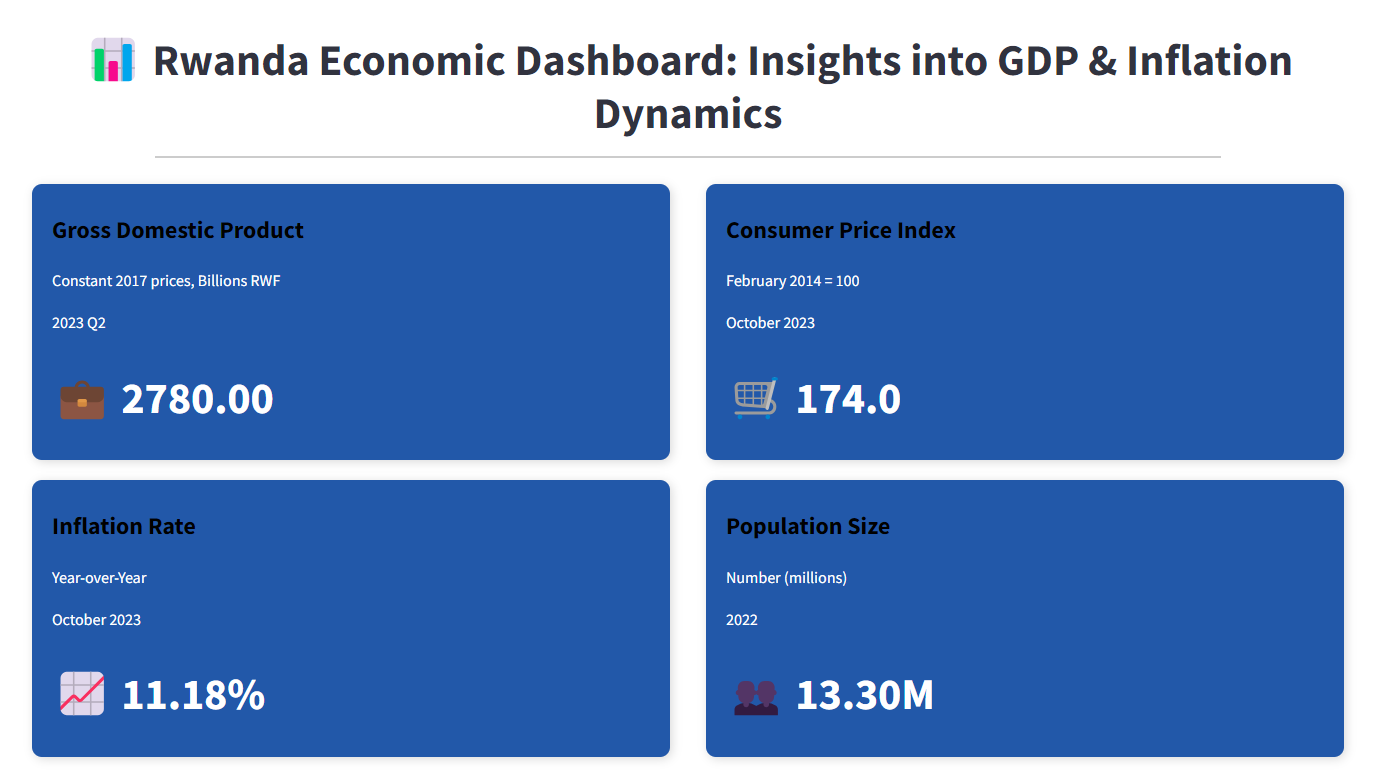 Rwanda Economic Dashboard: Insights into GDP & Inflation
Dynamics
Gross Domestic Product
Constant 2017 prices, Billions RWF
2023 Q2
2780.00
Consumer Price Index
February 2014 = 100
October 2023
174.0
Inflation Rate
Year-over-Year
October 2023
11.18%
Population Size
Number (millions)
2022
13.30M